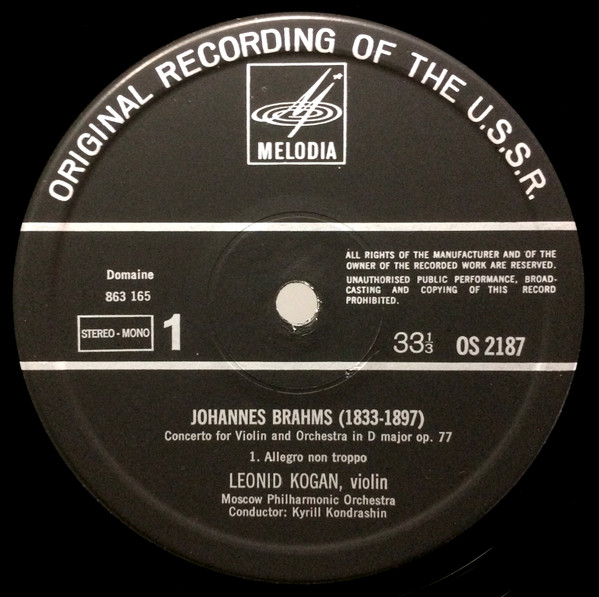 ORIGINAL RECORDING OF THE U.S.S.R.
MELODIA
Domaine
863 165
STEREO - MONO
1
ALL RIGHTS OF THE MANUFACTURER AND OF THE
OWNER OF THE RECORDED WORK ARE RESERVED.
UNAUTHORISED PUBLIC PERFORMANCE, BROAD-
CASTING AND COPYING OF THIS RECORD
PROHIBITED.
33⅓ OS 2187
JOHANNES BRAHMS (1833-1897)
Concerto for Violin and Orchestra in D major op. 77
1. Allegro non troppo
LEONID KOGAN, violin
Moscow Philharmonic Orchestra
Conductor: Kyrill Kondrashin